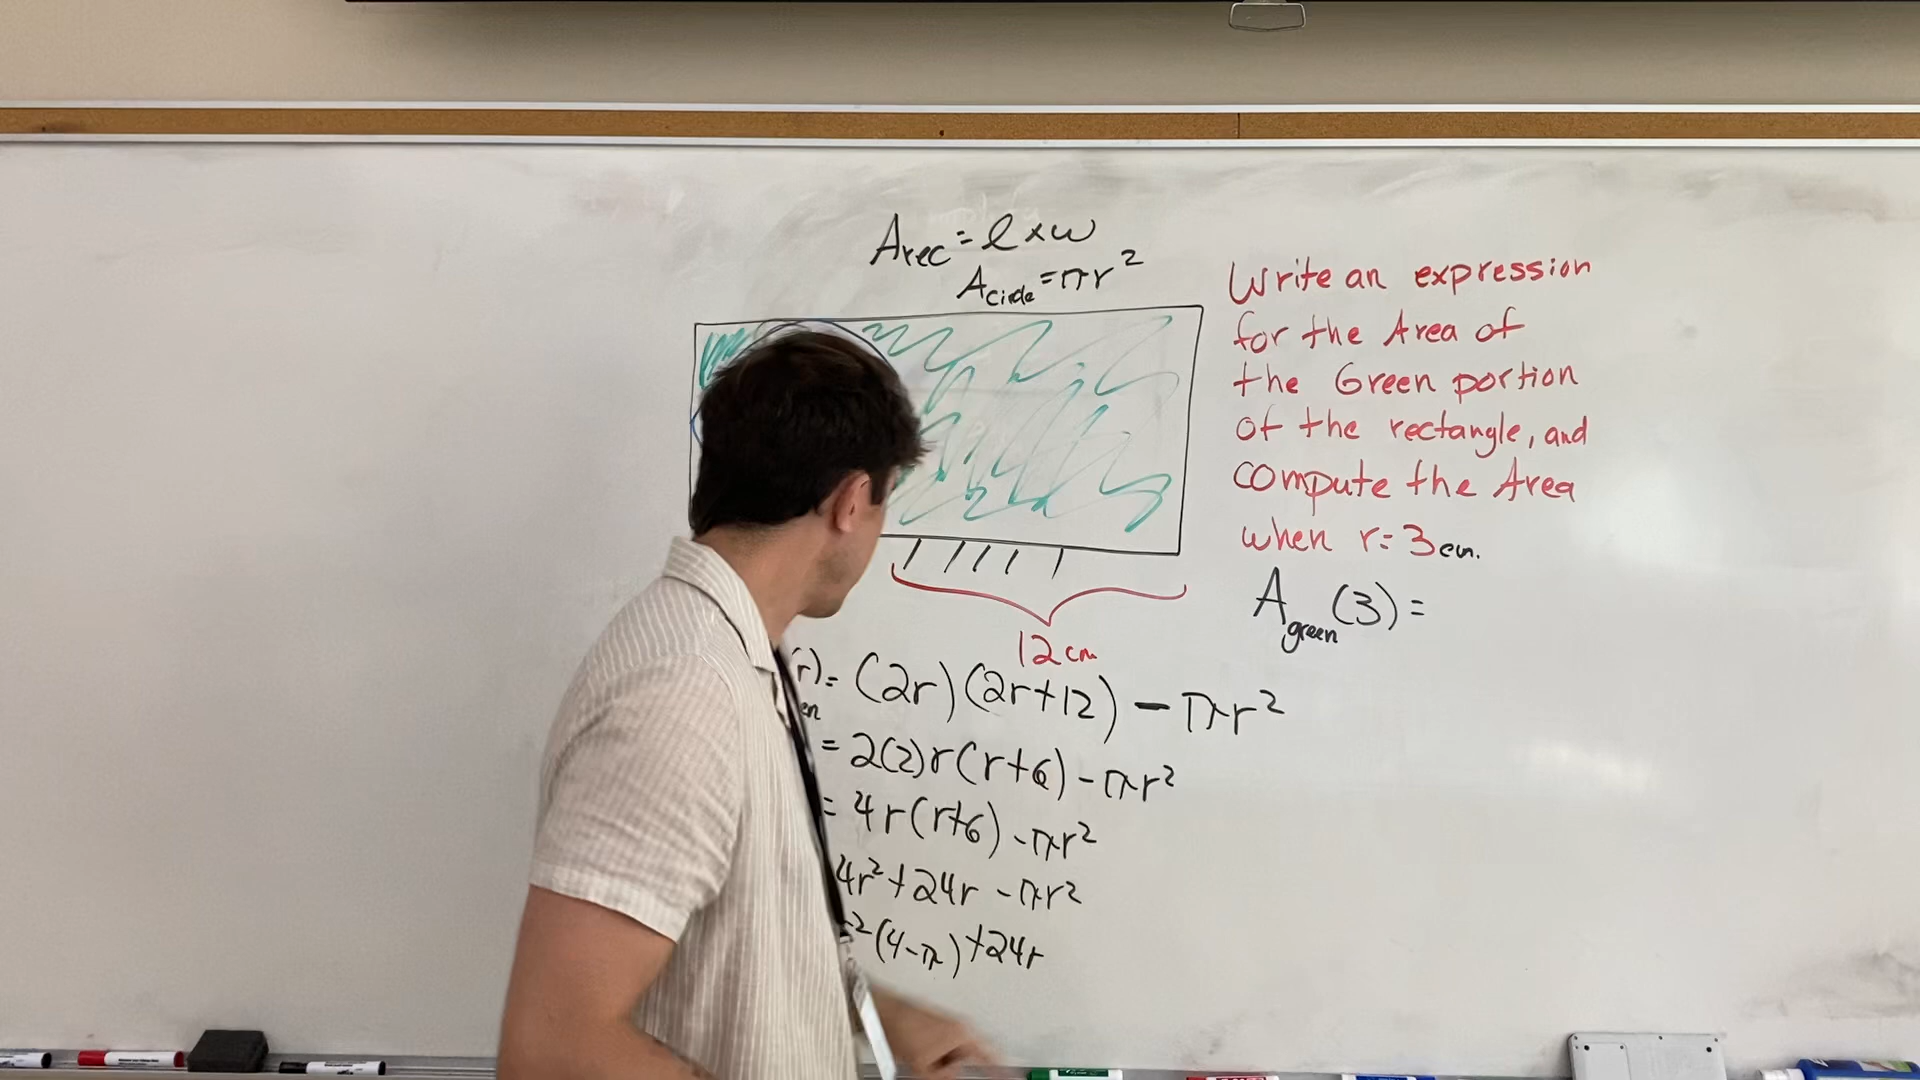 Arec = l×w
Acircle = πr²
Write an expression
for the Area of
the Green portion
of the rectangle, and
compute the Area
when r = 3cm.
A green (3) =
12cm
(r) = (2r)(2r+12) - πr²
= 2(2)r(r+6) - πr²
= 4r(r+6) - πr²
4r² + 24r - πr²
²(4-π) + 24r